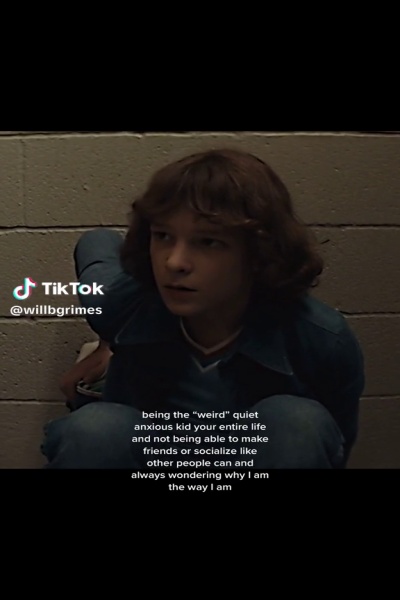 TikTok
@willbgrimes
being the “weird” quiet
anxious kid your entire life
and not being able to make
friends or socialize like
other people can and
always wondering why I am
the way I am